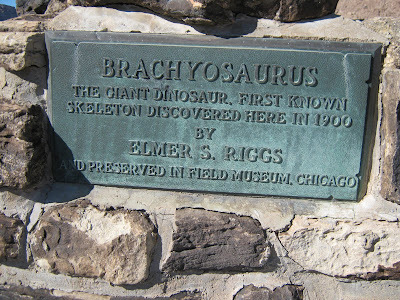 BRACHYOSAURUS
THE GIANT DINOSAUR, FIRST KNOWN
SKELETON DISCOVERED HERE IN 1900
BY
ELMER S. RIGGS
AND PRESERVED IN FIELD MUSEUM, CHICAGO